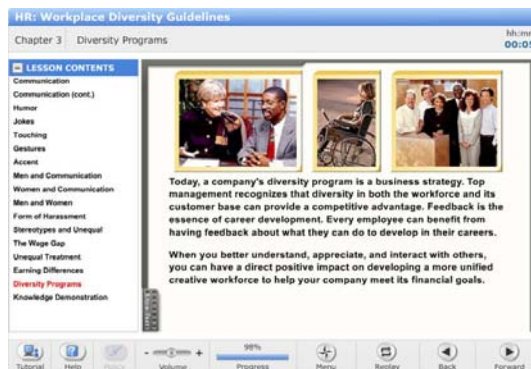 HR: Workplace Diversity Guidelines
Chapter 3 Diversity Programs
hh:mm
00:05
LESSON CONTENTS
Communication
Communication (cont.)
Humor
Jokes
Touching
Gestures
Accent
Men and Communication
Women and Communication
Men and Women
Form of Harassment
Stereotypes and Unequal
The Wage Gap
Unequal Treatment
Earning Differences
Diversity Programs
Knowledge Demonstration
Today, a company's diversity program is a business strategy. Top
management recognizes that diversity in both the workforce and its
customer base can provide a competitive advantage. Feedback is the
essence of career development. Every employee can benefit from
having feedback about what they can do to develop in their careers.
When you better understand, appreciate, and interact with others,
you can have a direct positive impact on developing a more unified
creative workforce to help your company meet its financial goals.
98%
Tutorial Help Policy - + Volume Progress Menu Replay Back Forward